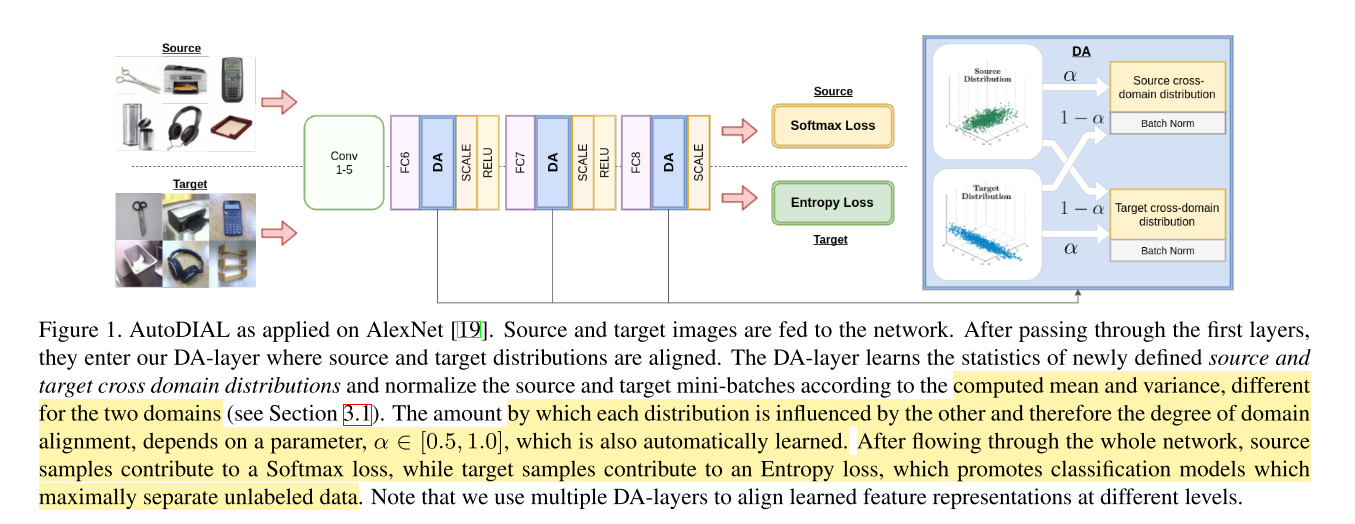 Source
Target
Conv
1-5
FC6
DA
SCALE
RELU
FC7
DA
SCALE
RELU
FC8
DA
SCALE
Source
Softmax Loss
Entropy Loss
Target
DA
Source
Distribution
Target
Distribution
α
1 − α
1 − α
α
Source cross-
domain distribution
Batch Norm
Target cross-domain
distribution
Batch Norm
Figure 1. AutoDIAL as applied on AlexNet [19]. Source and target images are fed to the network. After passing through the first layers,
they enter our DA-layer where source and target distributions are aligned. The DA-layer learns the statistics of newly defined source and
target cross domain distributions and normalize the source and target mini-batches according to the computed mean and variance, different
for the two domains (see Section 3.1). The amount by which each distribution is influenced by the other and therefore the degree of domain
alignment, depends on a parameter, α ∈ [0.5, 1.0], which is also automatically learned. After flowing through the whole network, source
samples contribute to a Softmax loss, while target samples contribute to an Entropy loss, which promotes classification models which
maximally separate unlabeled data. Note that we use multiple DA-layers to align learned feature representations at different levels.